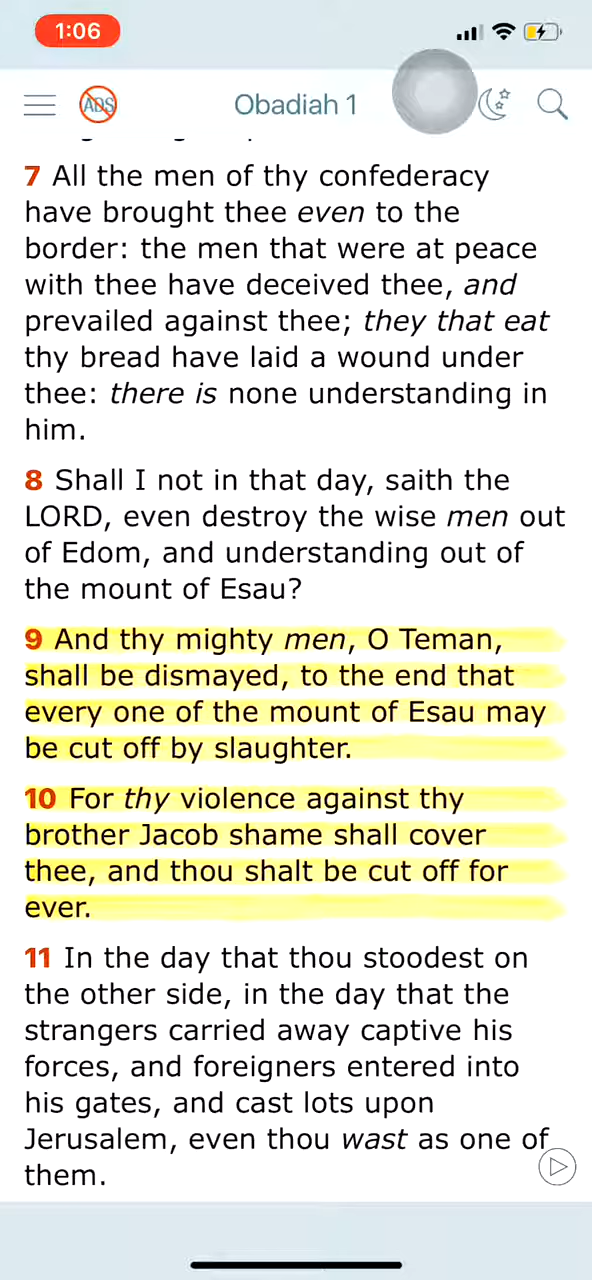 1:06
ADS
Obadiah 1
7 All the men of thy confederacy
have brought thee even to the
border: the men that were at peace
with thee have deceived thee, and
prevailed against thee; they that eat
thy bread have laid a wound under
thee: there is none understanding in
him.
8 Shall I not in that day, saith the
LORD, even destroy the wise men out
of Edom, and understanding out of
the mount of Esau?
9 And thy mighty men, O Teman,
shall be dismayed, to the end that
every one of the mount of Esau may
be cut off by slaughter.
10 For thy violence against thy
brother Jacob shame shall cover
thee, and thou shalt be cut off for
ever.
11 In the day that thou stoodest on
the other side, in the day that the
strangers carried away captive his
forces, and foreigners entered into
his gates, and cast lots upon
Jerusalem, even thou wast as one of
them.